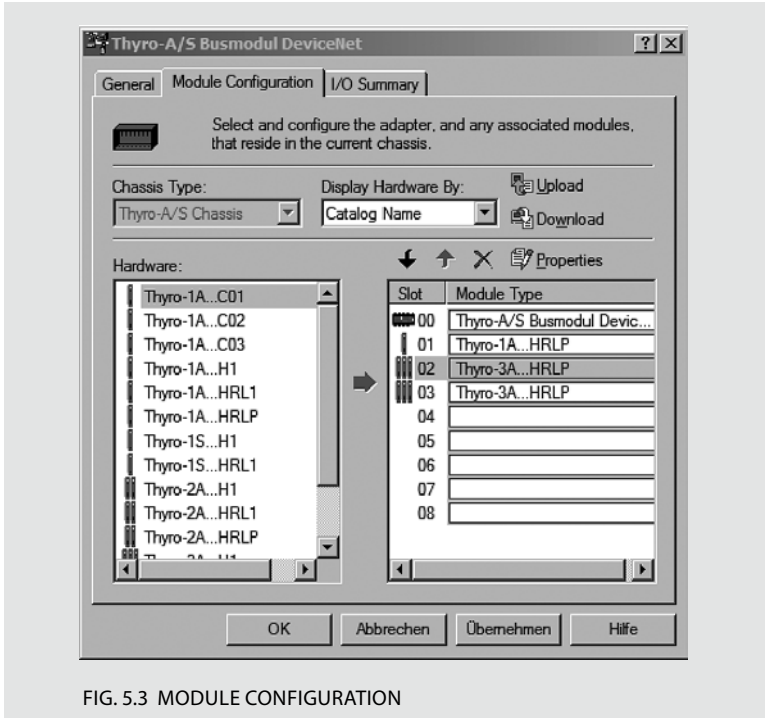 Thyro-A/S Busmodul DeviceNet
General Module Configuration I/O Summary
Select and configure the adapter, and any associated modules,
that reside in the current chassis.
Chassis Type: Display Hardware By: Upload
Thyro-A/S Chassis Catalog Name Download
Hardware: Properties
Thyro-1A...C01
Thyro-1A...C02
Thyro-1A...C03
Thyro-1A...H1
Thyro-1A...HRL1
Thyro-1A...HRLP
Thyro-1S...H1
Thyro-1S...HRL1
Thyro-2A...H1
Thyro-2A...HRL1
Thyro-2A...HRLP
Slot Module Type
00 Thyro-A/S Busmodul Devic...
01 Thyro-1A...HRLP
02 Thyro-3A...HRLP
03 Thyro-3A...HRLP
04
05
06
07
08
OK Abbrechen Übernehmen Hilfe
FIG. 5.3 MODULE CONFIGURATION